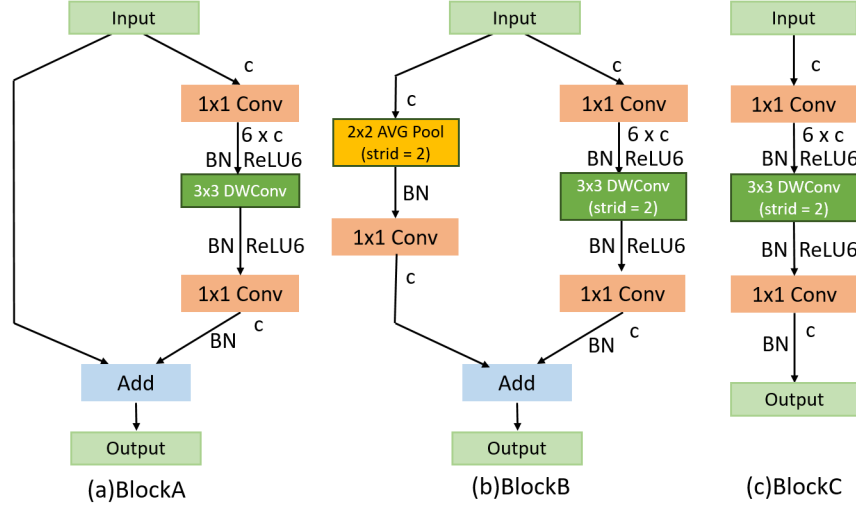 Input
c
1x1 Conv
6 x c
BN ReLU6
3x3 DWConv
BN ReLU6
1x1 Conv
c
BN
Add
Output
(a)BlockA
Input
c
2x2 AVG Pool
(strid = 2)
BN
1x1 Conv
c
c
1x1 Conv
6 x c
BN ReLU6
3x3 DWConv
(strid = 2)
BN ReLU6
1x1 Conv
c
BN
Add
Output
(b)BlockB
Input
c
1x1 Conv
6 x c
BN ReLU6
3x3 DWConv
(strid = 2)
BN ReLU6
1x1 Conv
BN c
Output
(c)BlockC